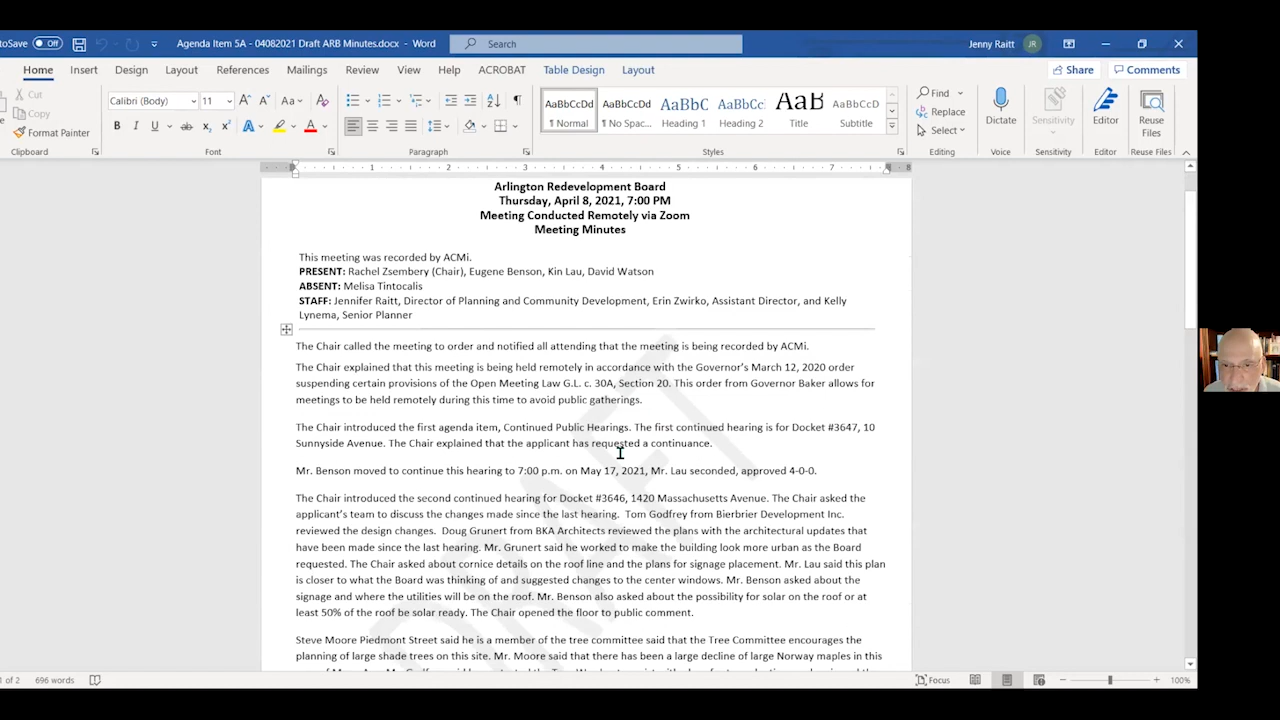 toSave Off Agenda Item 5A - 04082021 Draft ARB Minutes.docx - Word Search Jenny Raitt JR
Home Insert Design Layout References Mailings Review View Help ACROBAT Table Design Layout Share Comments
Cut
Copy
Format Painter
Clipboard
Calibri (Body) 11
Font
Paragraph
AaBbCcDd AaBbCcDd AaBbC AaBbCc AaB AaBbCcD
¶ Normal ¶ No Spac... Heading 1 Heading 2 Title Subtitle
Styles
Find
Replace
Select
Editing
Dictate
Voice
Sensitivity
Sensitivity
Editor
Editor
Reuse
Files
Reuse Files
1 2 3 4 5 6 7 8
Arlington Redevelopment Board
Thursday, April 8, 2021, 7:00 PM
Meeting Conducted Remotely via Zoom
Meeting Minutes
This meeting was recorded by ACMi.
PRESENT: Rachel Zsembery (Chair), Eugene Benson, Kin Lau, David Watson
ABSENT: Melisa Tintocalis
STAFF: Jennifer Raitt, Director of Planning and Community Development, Erin Zwirko, Assistant Director, and Kelly
Lynema, Senior Planner
The Chair called the meeting to order and notified all attending that the meeting is being recorded by ACMi.
The Chair explained that this meeting is being held remotely in accordance with the Governor's March 12, 2020 order
suspending certain provisions of the Open Meeting Law G.L. c. 30A, Section 20. This order from Governor Baker allows for
meetings to be held remotely during this time to avoid public gatherings.
The Chair introduced the first agenda item, Continued Public Hearings. The first continued hearing is for Docket #3647, 10
Sunnyside Avenue. The Chair explained that the applicant has requested a continuance.
Mr. Benson moved to continue this hearing to 7:00 p.m. on May 17, 2021, Mr. Lau seconded, approved 4-0-0.
The Chair introduced the second continued hearing for Docket #3646, 1420 Massachusetts Avenue. The Chair asked the
applicant's team to discuss the changes made since the last hearing. Tom Godfrey from Bierbrier Development Inc.
reviewed the design changes. Doug Grunert from BKA Architects reviewed the plans with the architectural updates that
have been made since the last hearing. Mr. Grunert said he worked to make the building look more urban as the Board
requested. The Chair asked about cornice details on the roof line and the plans for signage placement. Mr. Lau said this plan
is closer to what the Board was thinking of and suggested changes to the center windows. Mr. Benson asked about the
signage and where the utilities will be on the roof. Mr. Benson also asked about the possibility for solar on the roof or at
least 50% of the roof be solar ready. The Chair opened the floor to public comment.
Steve Moore Piedmont Street said he is a member of the tree committee said that the Tree Committee encourages the
planning of large shade trees on this site. Mr. Moore said that there has been a large decline of large Norway maples in this
DRAFT
1 of 2 696 words Focus 100%